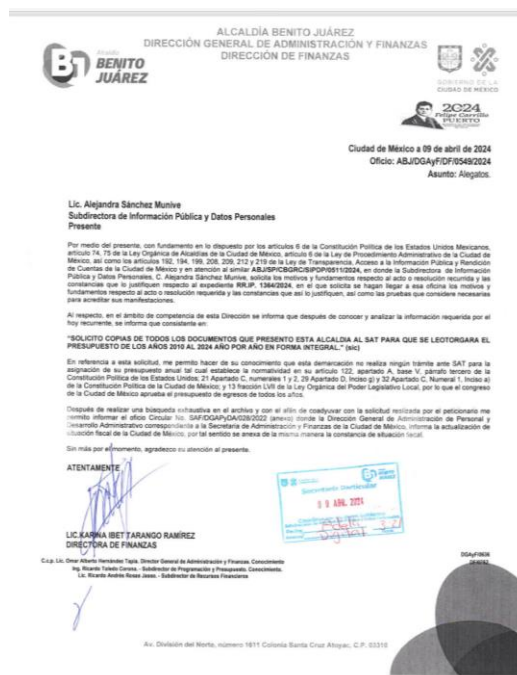 ALCALDÍA BENITO JUÁREZ
DIRECCIÓN GENERAL DE ADMINISTRACIÓN Y FINANZAS
DIRECCIÓN DE FINANZAS
Alcaldía
BENITO
JUÁREZ
GOBIERNO DE LA
CIUDAD DE MÉXICO
2024
Felipe Carrillo
PUERTO
Ciudad de México a 09 de abril de 2024
Oficio: ABJ/DGAyF/DF/0549/2024
Asunto: Alegatos.
Lic. Alejandra Sánchez Munive
Subdirectora de Información Pública y Datos Personales
Presente
Por medio del presente, con fundamento en lo dispuesto por los artículos 6 de la Constitución Política de los Estados Unidos Mexicanos,
artículo 74, 75 de la Ley Orgánica de Alcaldías de la Ciudad de México, artículo 6 de la Ley de Procedimiento Administrativo de la Ciudad de
México, así como los artículos 192, 194, 199, 208, 209, 212 y 219 de la Ley de Transparencia, Acceso a la Información Pública y Rendición
de Cuentas de la Ciudad de México y en atención al similar ABJ/SP/CBGRC/SIPDP/0511/2024, en donde la Subdirectora de Información
Pública y Datos Personales, C. Alejandra Sánchez Munive, solicita los motivos y fundamentos respecto al acto o resolución recurrida y las
constancias que lo justifiquen respecto al expediente RR.IP. 1364/2024, en el que solicita se hagan llegar a esa oficina los motivos y
fundamentos respecto al acto o resolución requerida y las constancias que así lo justifiquen, así como las pruebas que considere necesarias
para acreditar sus manifestaciones.
Al respecto, en el ámbito de competencia de esta Dirección se informa que después de conocer y analizar la información requerida por el
hoy recurrente, se informa que consistente en:
"SOLICITO COPIAS DE TODOS LOS DOCUMENTOS QUE PRESENTO ESTA ALCALDIA AL SAT PARA QUE SE LEOTORGARA EL
PRESUPUESTO DE LOS AÑOS 2010 AL 2024 AÑO POR AÑO EN FORMA INTEGRAL." (sic)
En referencia a esta solicitud, me permito hacer de su conocimiento que esta demarcación no realiza ningún trámite ante SAT para la
asignación de su presupuesto anual tal cual establece la normatividad en su artículo 122, apartado A, base V, párrafo tercero de la
Constitución Política de los Estados Unidos; 21 Apartado C, numerales 1 y 2, 29 Apartado D, Inciso g) y 32 Apartado C, Numeral 1, Inciso a)
de la Constitución Política de la Ciudad de México; y 13 fracción LVII de la Ley Orgánica del Poder Legislativo Local, por lo que el congreso
de la Ciudad de México aprueba el presupuesto de egresos de todos los años.
Después de realizar una búsqueda exhaustiva en el archivo y con el afán de coadyuvar con la solicitud realizada por el peticionario me
permito informar el oficio Circular No. SAF/DGAPyDA/028/2022 (anexo) donde la Dirección General de Administración de Personal y
Desarrollo Administrativo correspondiente a la Secretaría de Administración y Finanzas de la Ciudad de México, informa la actualización de
situación fiscal de la Ciudad de México, por tal sentido se anexa de la misma manera la constancia de situación fiscal.
Sin más por el momento, agradezco su atención al presente.
ATENTAMENTE
LIC. KARINA IBET TARANGO RAMÍREZ
DIRECTORA DE FINANZAS
Secretaría Particular
09 ABR. 2024
C.c.p. Lic. Omar Alberto Hernández Tapia. Director General de Administración y Finanzas. Conocimiento
Ing. Ricardo Toledo Corona. - Subdirector de Programación y Presupuesto. Conocimiento.
Lic. Ricardo Andrés Rosas Jasso. - Subdirector de Recursos Financieros
Av. División del Norte, número 1611 Colonia Santa Cruz Atoyac, C.P. 03310